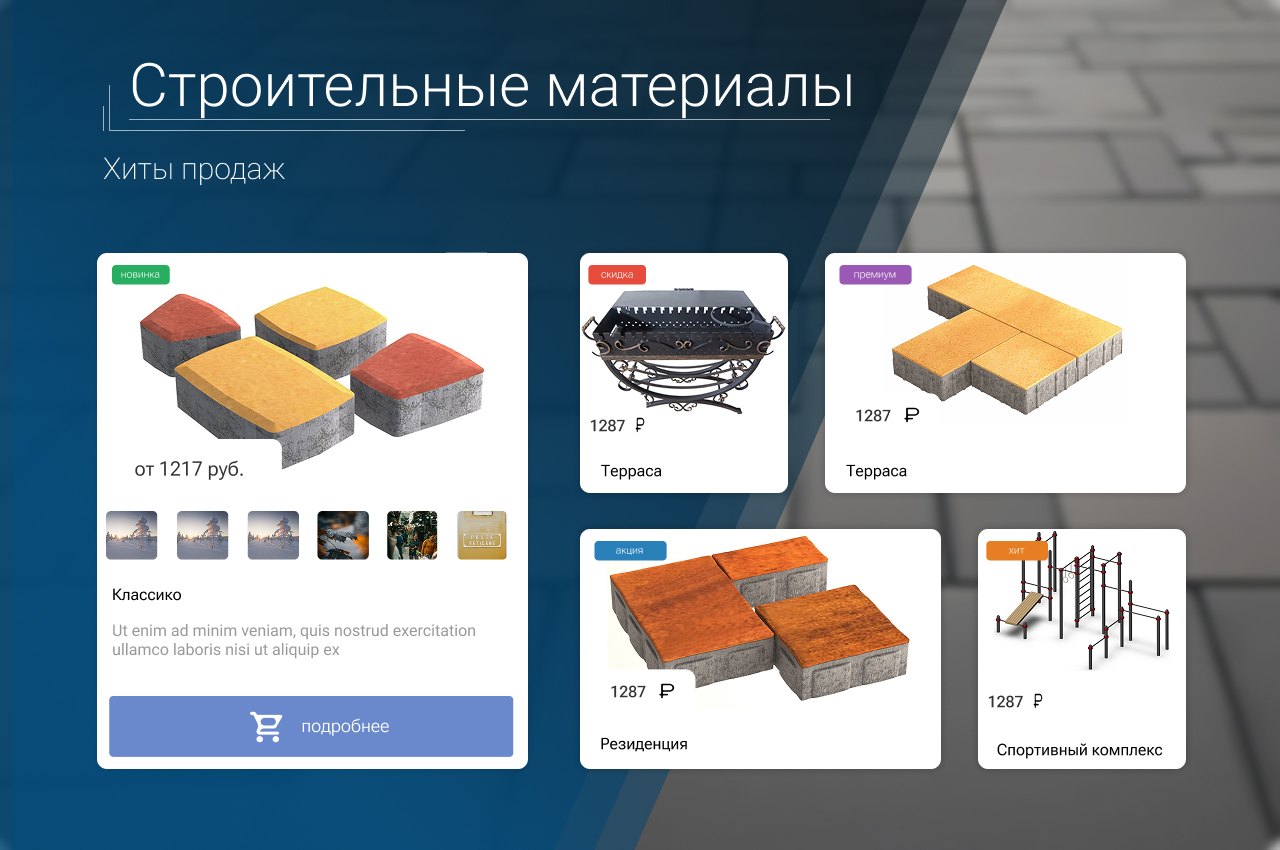 Строительные материалы
Хиты продаж
новинка
от 1217 руб.
Классико
Ut enim ad minim veniam, quis nostrud exercitation
ullamco laboris nisi ut aliquip ex
подробнее
скидка
1287 ₽
Терраса
премиум
1287 ₽
Терраса
акция
1287 ₽
Резиденция
хит
1287 ₽
Спортивный комплекс